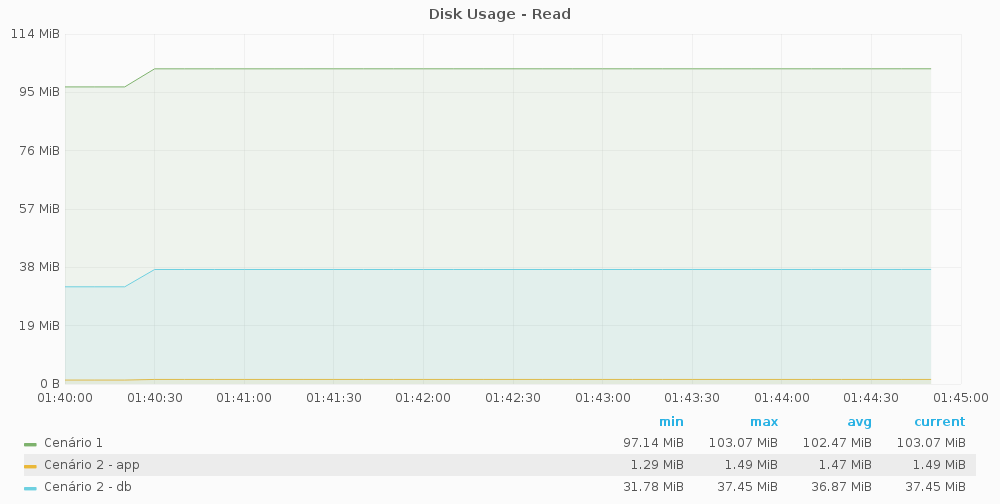 Disk Usage - Read
114 MiB
95 MiB
76 MiB
57 MiB
38 MiB
19 MiB
0 B
01:40:00 01:40:30 01:41:00 01:41:30 01:42:00 01:42:30 01:43:00 01:43:30 01:44:00 01:44:30 01:45:00
min max avg current
Cenário 1 97.14 MiB 103.07 MiB 102.47 MiB 103.07 MiB
Cenário 2 - app 1.29 MiB 1.49 MiB 1.47 MiB 1.49 MiB
Cenário 2 - db 31.78 MiB 37.45 MiB 36.87 MiB 37.45 MiB